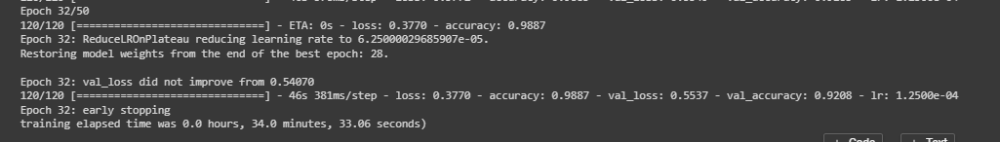 Epoch 32/50
120/120 [==============================] - ETA: 0s - loss: 0.3770 - accuracy: 0.9887
Epoch 32: ReduceLROnPlateau reducing learning rate to 6.25000029685907e-05.
Restoring model weights from the end of the best epoch: 28.
Epoch 32: val_loss did not improve from 0.54070
120/120 [==============================] - 46s 381ms/step - loss: 0.3770 - accuracy: 0.9887 - val_loss: 0.5537 - val_accuracy: 0.9208 - lr: 1.2500e-04
Epoch 32: early stopping
training elapsed time was 0.0 hours, 34.0 minutes, 33.06 seconds)
+ Code + Text